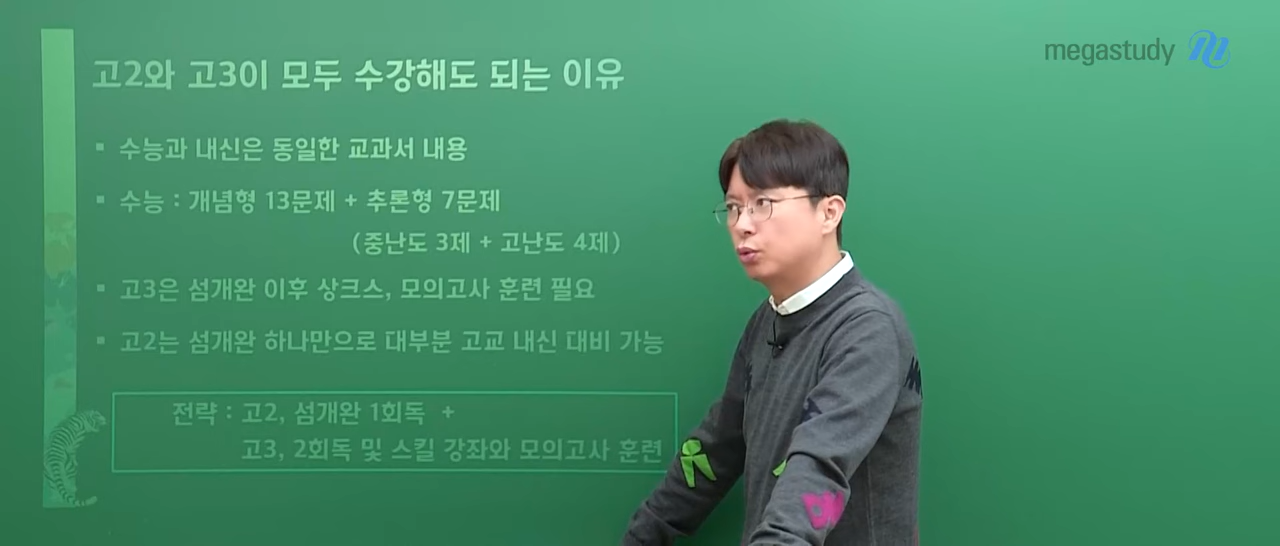 megastudy
고2와 고3이 모두 수강해도 되는 이유
▪ 수능과 내신은 동일한 교과서 내용
▪ 수능 : 개념형 13문제 + 추론형 7문제
(중난도 3제 + 고난도 4제)
▪ 고3은 섬개완 이후 상크스, 모의고사 훈련 필요
▪ 고2는 섬개완 하나만으로 대부분 고교 내신 대비 가능
전략 : 고2, 섬개완 1회독 +
고3, 2회독 및 스킬 강좌와 모의고사 훈련